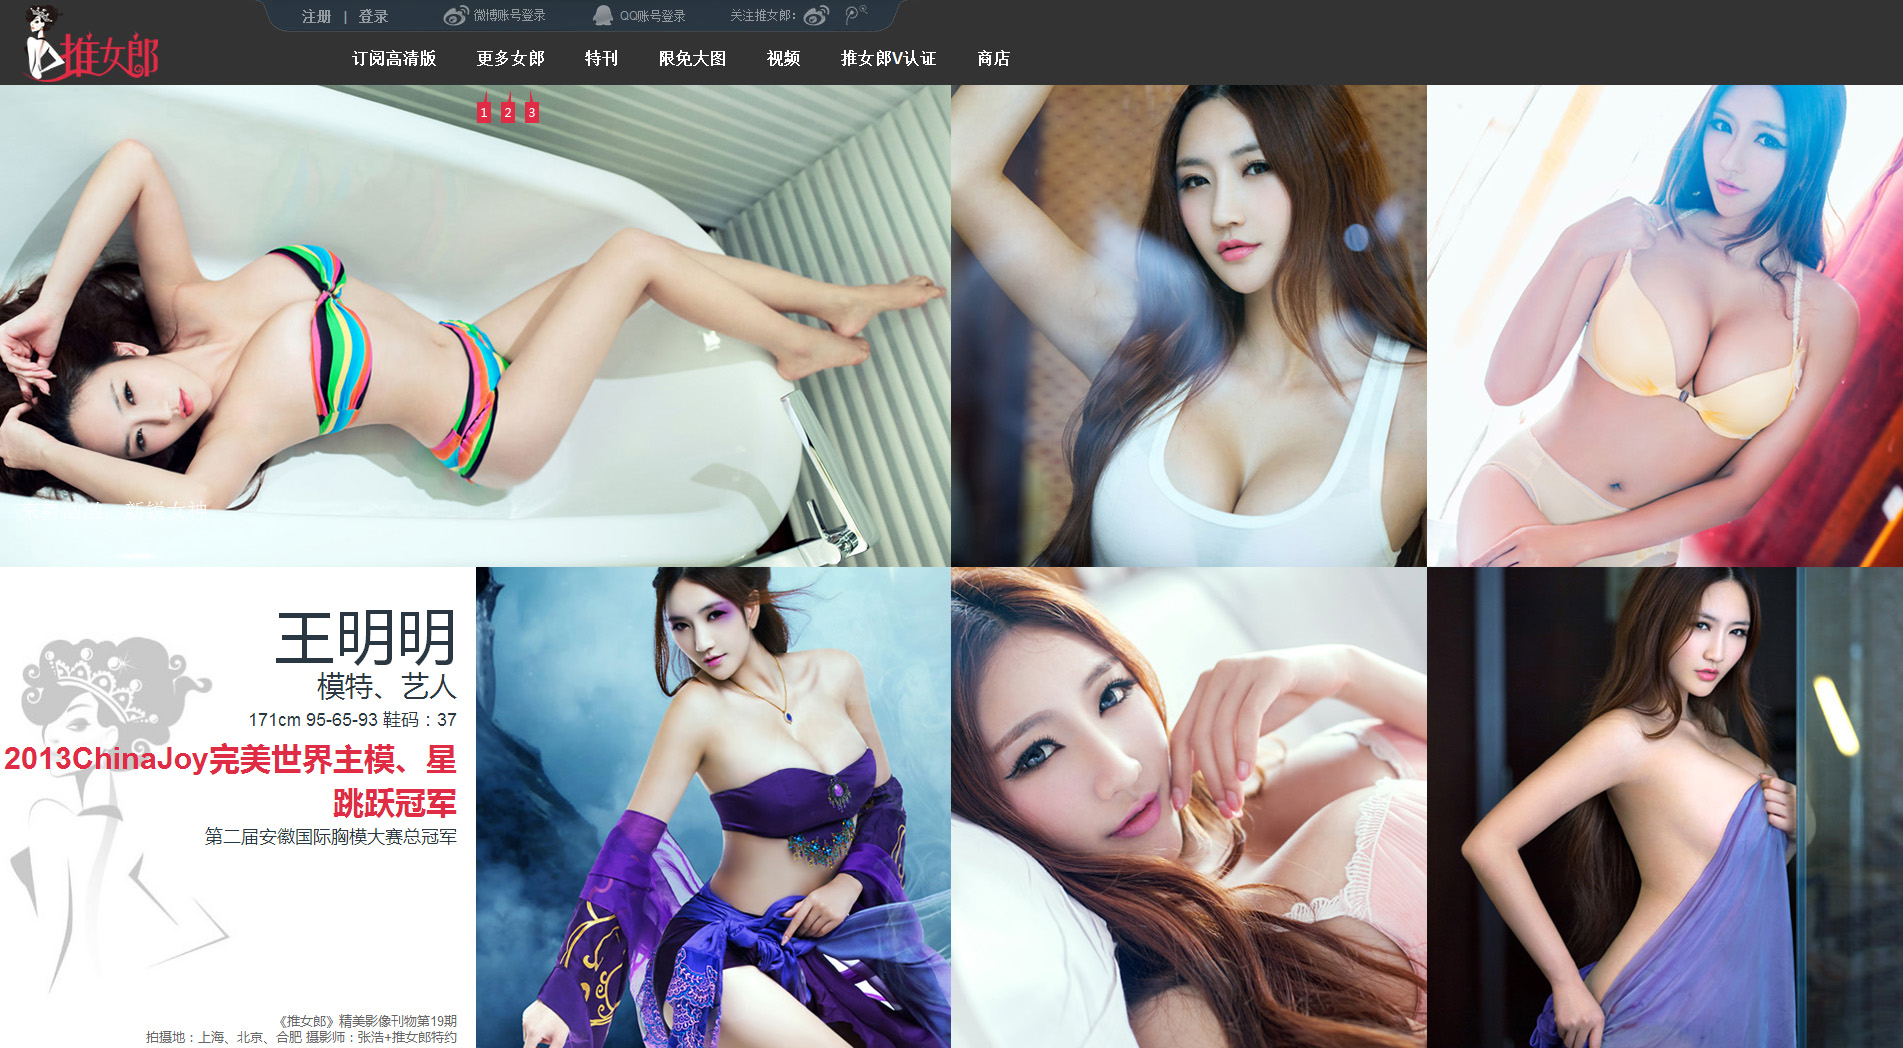 注册 | 登录 微博账号登录 QQ账号登录 关注推女郎：
推女郎
订阅高清版 更多女郎 特刊 限免大图 视频 推女郎V认证 商店
1 2 3
王明明
模特、艺人
171cm 95-65-93 鞋码：37
2013ChinaJoy完美世界主模、星
跳跃冠军
第二届安徽国际胸模大赛总冠军
《推女郎》精美影像刊物第19期
拍摄地：上海、北京、合肥 摄影师：张浩+推女郎特约